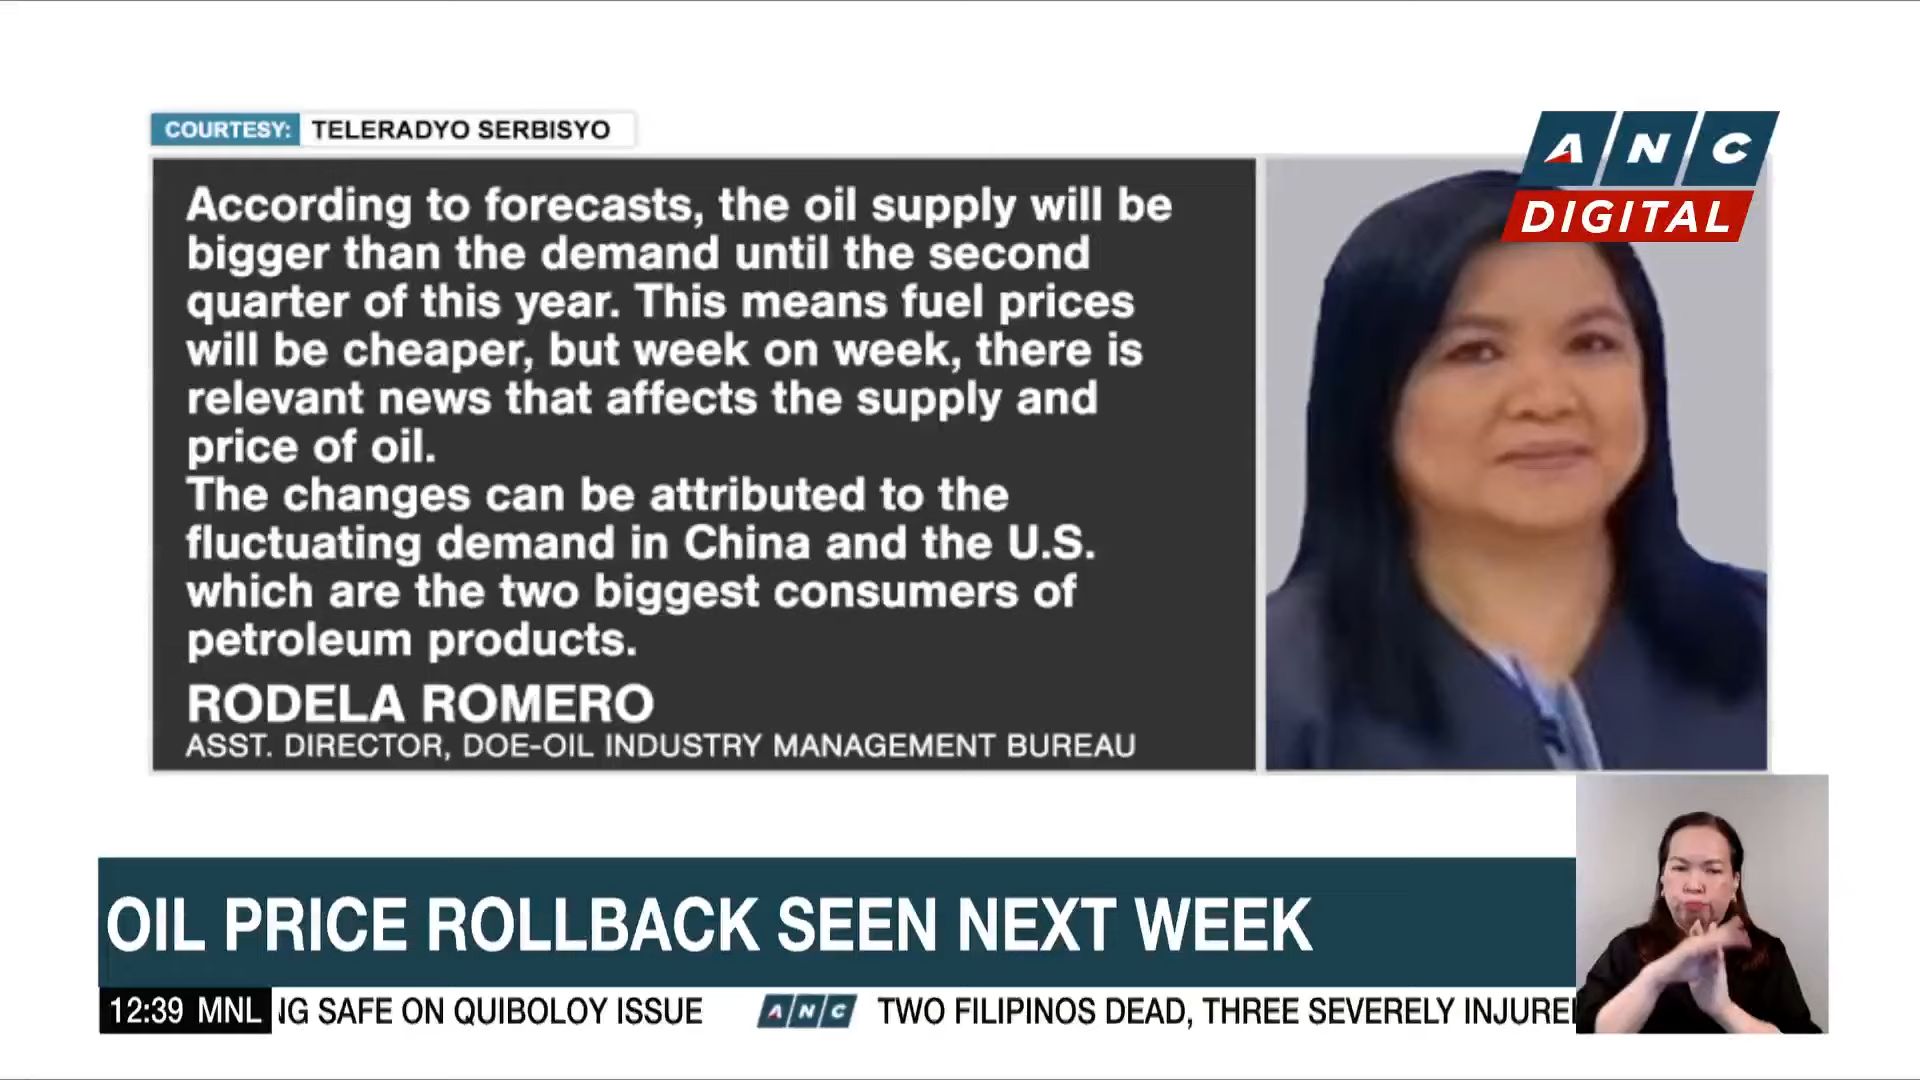 COURTESY: TELERADYO SERBISYO
ANC
DIGITAL
According to forecasts, the oil supply will be
bigger than the demand until the second
quarter of this year. This means fuel prices
will be cheaper, but week on week, there is
relevant news that affects the supply and
price of oil.
The changes can be attributed to the
fluctuating demand in China and the U.S.
which are the two biggest consumers of
petroleum products.
RODELA ROMERO
ASST. DIRECTOR, DOE-OIL INDUSTRY MANAGEMENT BUREAU
OIL PRICE ROLLBACK SEEN NEXT WEEK
12:39 MNL NG SAFE ON QUIBOLOY ISSUE ANC TWO FILIPINOS DEAD, THREE SEVERELY INJURE